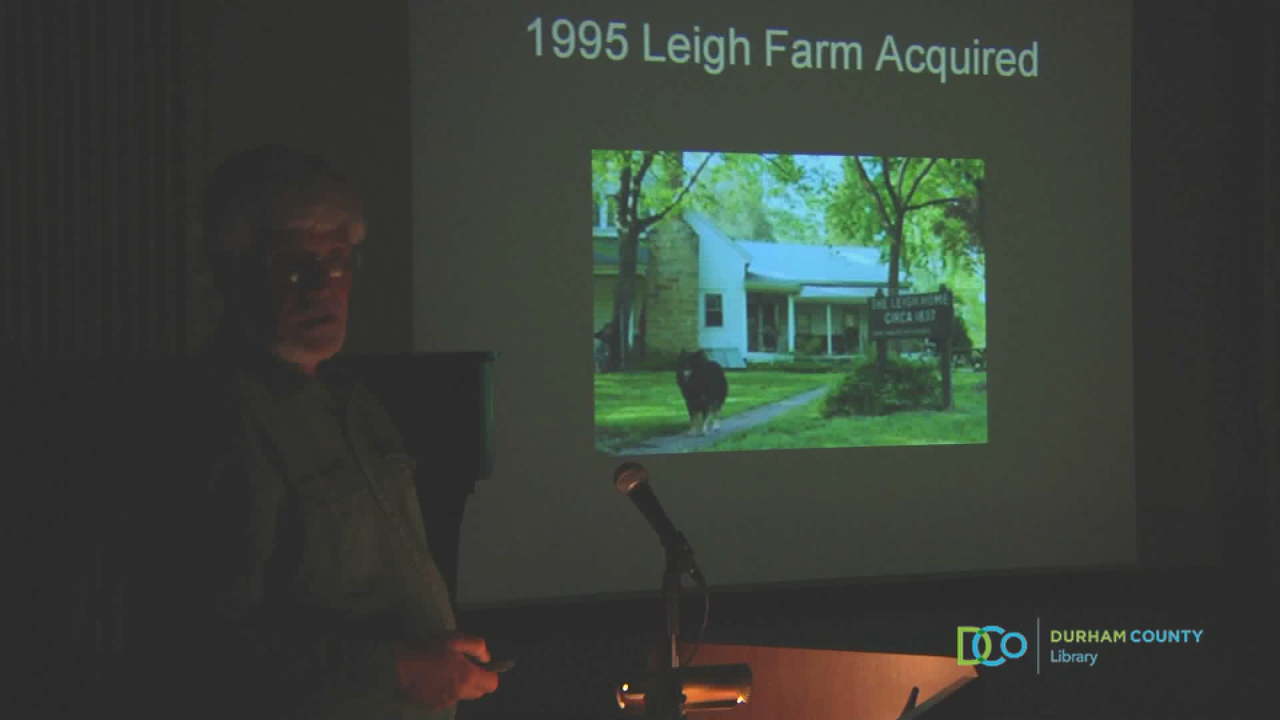 1995 Leigh Farm Acquired
THE LEIGH HOME
CIRCA 1837
DCo
DURHAM COUNTY
Library